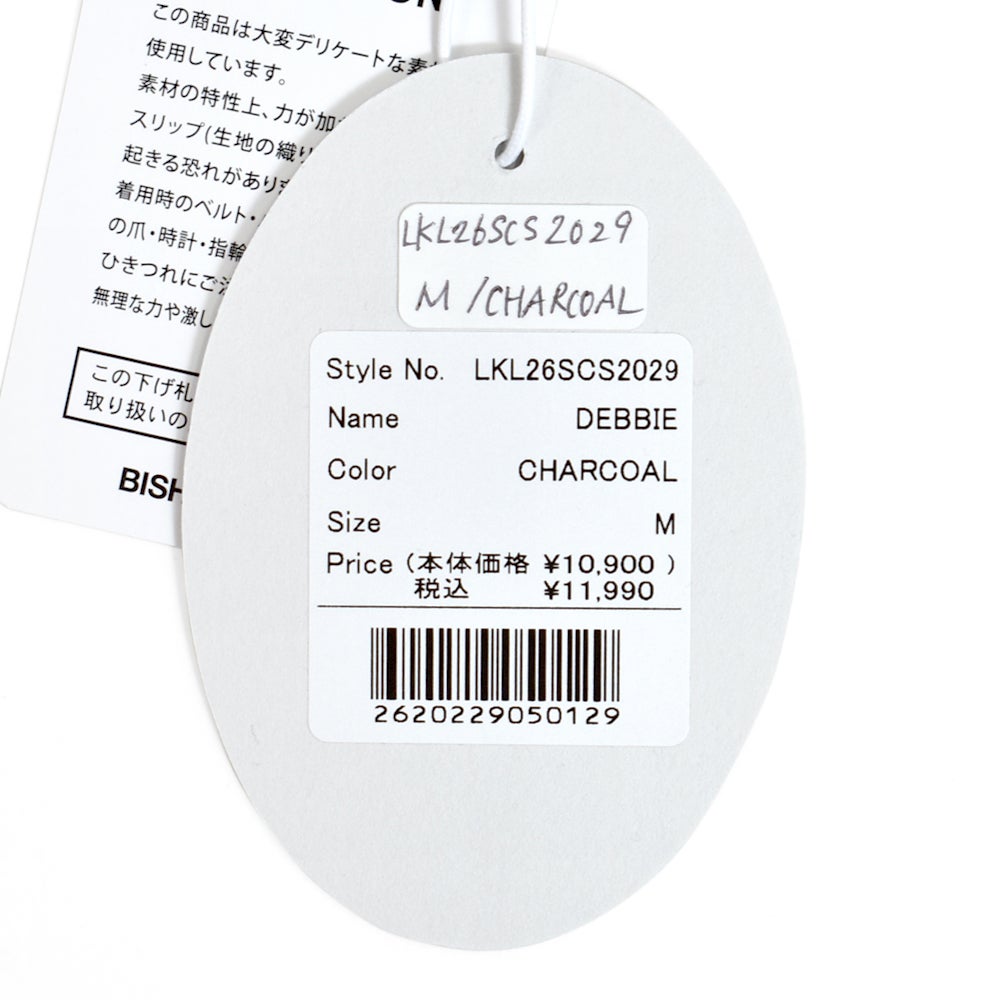 この商品は大変デリケートな素
使用しています。
素材の特性上、力が加
スリップ(生地の織り
起きる恐れがあり
着用時のベルト・
の爪・時計・指輪
ひきつれにご注
無理な力や激し
この下げ札
取り扱いの
BISH
LKL26SCS2029
M / CHARCOAL
Style No. LKL26SCS2029
Name DEBBIE
Color CHARCOAL
Size M
Price (本体価格 ¥10,900 )
税込 ¥11,990
2620229050129